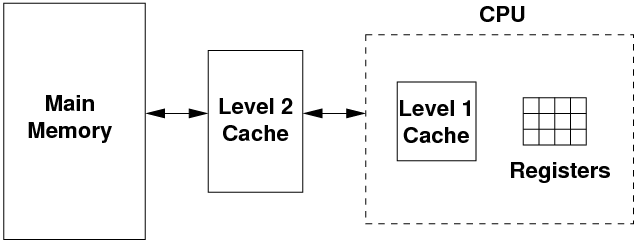 CPU
Main
Memory
Level 2
Cache
Level 1
Cache
Registers